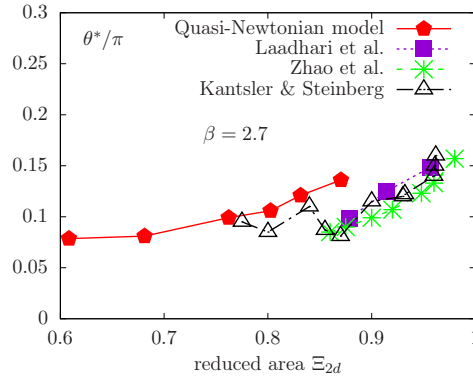 θ*/π
Quasi-Newtonian model
Laadhari et al.
Zhao et al.
Kantsler & Steinberg
β = 2.7
0.3
0.25
0.2
0.15
0.1
0.05
0
0.6 0.7 0.8 0.9 1
reduced area Ξ2d